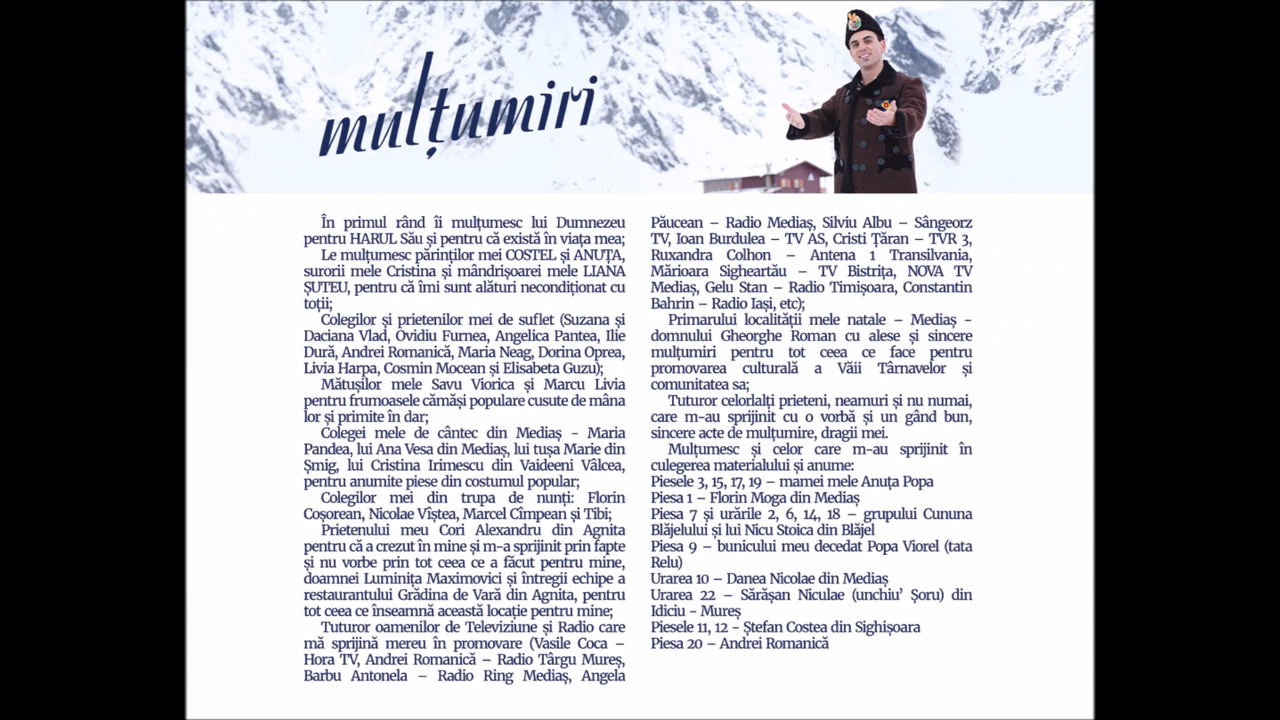 mulțumiri
În primul rând îi mulțumesc lui Dumnezeu
pentru HARUL Său și pentru că există în viața mea;
Le mulțumesc părinților mei COSTEL și ANUȚA,
surorii mele Cristina și mândrișoarei mele LIANA
ȘUTEU, pentru că îmi sunt alături necondiționat cu
toții;
Colegilor și prietenilor mei de suflet (Suzana și
Daciana Vlad, Ovidiu Furnea, Angelica Pantea, Ilie
Dură, Andrei Romanică, Maria Neag, Dorina Oprea,
Livia Harpa, Cosmin Mocean și Elisabeta Guzu);
Mătușilor mele Savu Viorica și Marcu Livia
pentru frumoasele cămăși populare cusute de mâna
lor și primite în dar;
Colegei mele de cântec din Mediaș - Maria
Pandea, lui Ana Vesa din Mediaș, lui tușa Marie din
Șmig, lui Cristina Irimescu din Vaideeni Vâlcea,
pentru anumite piese din costumul popular;
Colegilor mei din trupa de nunți: Florin
Coșorean, Nicolae Vîștea, Marcel Cîmpean și Tibi;
Prietenului meu Cori Alexandru din Agnita
pentru că a crezut în mine și m-a sprijinit prin fapte
și nu vorbe prin tot ceea ce a făcut pentru mine,
doamnei Luminița Maximovici și întregii echipe a
restaurantului Grădina de Vară din Agnita, pentru
tot ceea ce înseamnă această locație pentru mine;
Tuturor oamenilor de Televiziune și Radio care
mă sprijină mereu în promovare (Vasile Coca –
Hora TV, Andrei Romanică – Radio Târgu Mureș,
Barbu Antonela – Radio Ring Mediaș, Angela
Păucean – Radio Mediaș, Silviu Albu – Sângeorz
TV, Ioan Burdulea – TV AS, Cristi Țăran – TVR 3,
Ruxandra Colhon – Antena 1 Transilvania,
Mărioara Sigheartău – TV Bistrița, NOVA TV
Mediaș, Gelu Stan – Radio Timișoara, Constantin
Bahrin – Radio Iași, etc);
Primarului localității mele natale – Mediaș -
domnului Gheorghe Roman cu alese și sincere
mulțumiri pentru tot ceea ce face pentru
promovarea culturală a Văii Târnavelor și
comunitatea sa;
Tuturor celorlalți prieteni, neamuri și nu numai,
care m-au sprijinit cu o vorbă și un gând bun,
sincere acte de mulțumire, dragii mei.
Mulțumesc și celor care m-au sprijinit în
culegerea materialului și anume:
Piesele 3, 15, 17, 19 – mamei mele Anuța Popa
Piesa 1 – Florin Moga din Mediaș
Piesa 7 și urările 2, 6, 14, 18 – grupului Cununa
Blăjelului și lui Nicu Stoica din Blăjel
Piesa 9 – bunicului meu decedat Popa Viorel (tata
Relu)
Urarea 10 – Danea Nicolae din Mediaș
Urarea 22 – Sărășan Niculae (unchiu’ Șoru) din
Idiciu - Mureș
Piesele 11, 12 - Ștefan Costea din Sighișoara
Piesa 20 – Andrei Romanică